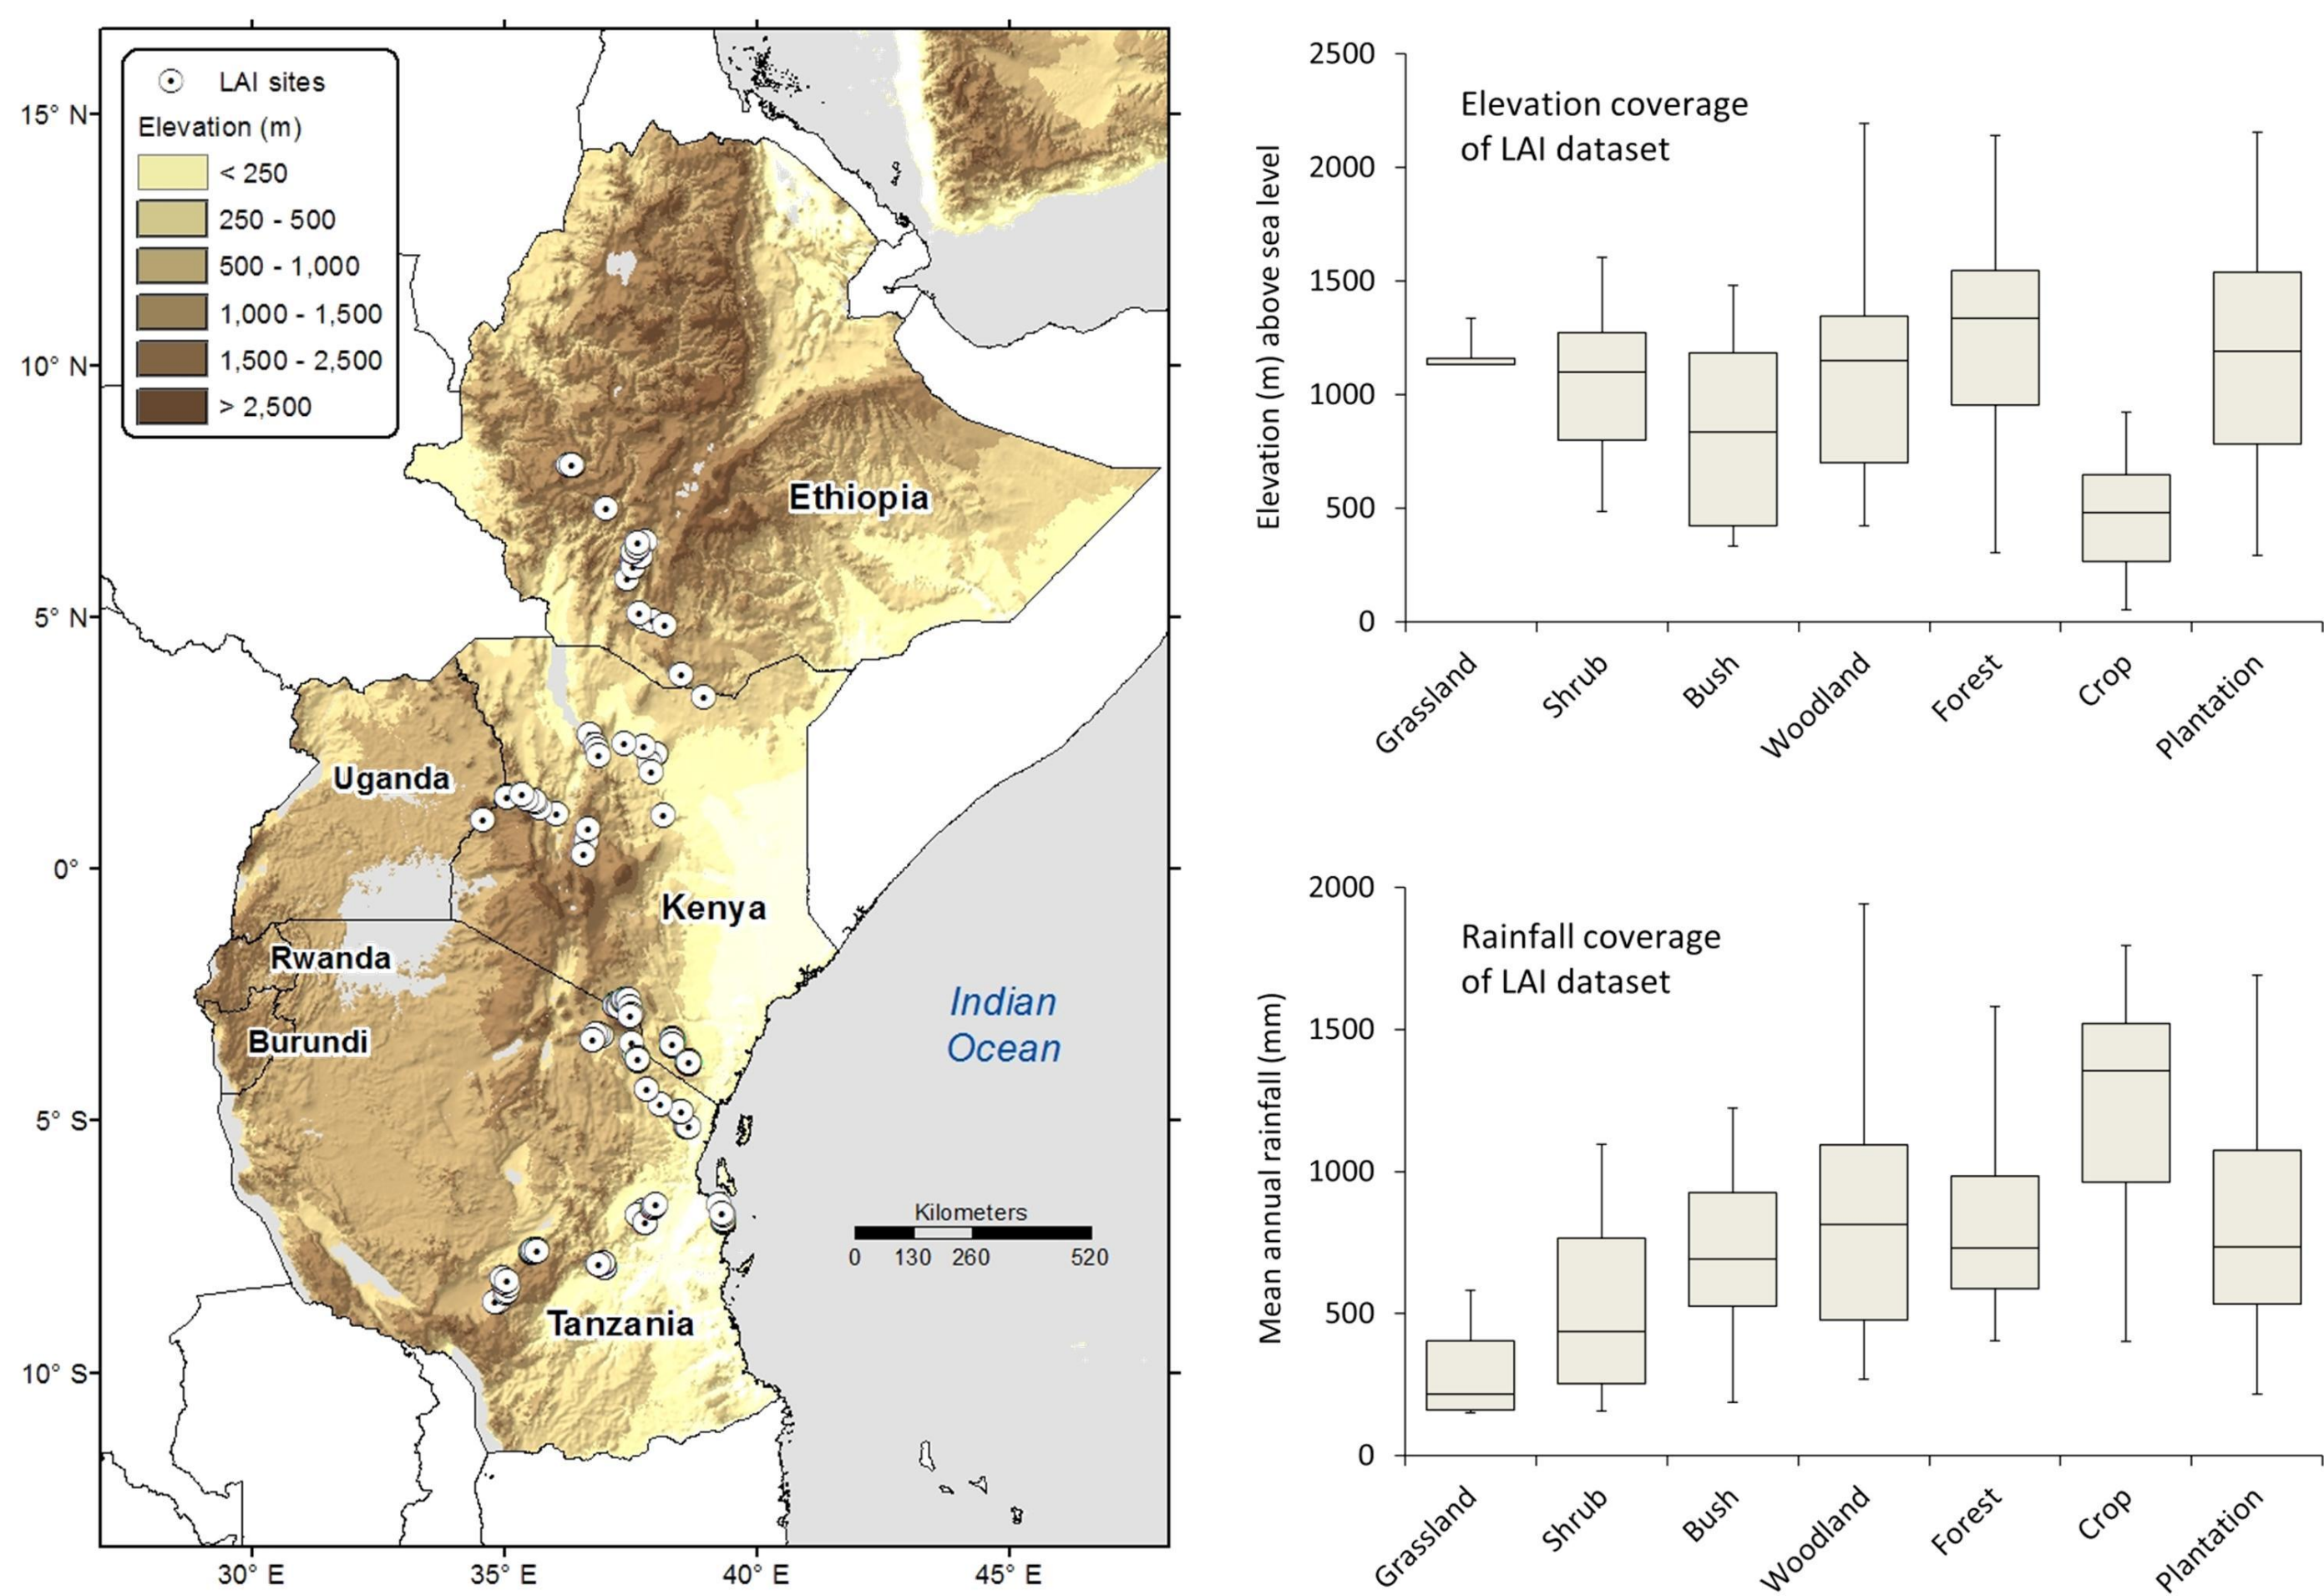 LAI sites
Elevation (m)
< 250
250 - 500
500 - 1,000
1,000 - 1,500
1,500 - 2,500
> 2,500
15° N
10° N
5° N
0°
5° S
10° S
30° E
35° E
40° E
45° E
Ethiopia
Uganda
Kenya
Rwanda
Burundi
Tanzania
Indian
Ocean
Kilometers
0 130 260 520
Elevation coverage
of LAI dataset
Elevation (m) above sea level
2500
2000
1500
1000
500
0
Grassland
Shrub
Bush
Woodland
Forest
Crop
Plantation
Rainfall coverage
of LAI dataset
Mean annual rainfall (mm)
2000
1500
1000
500
0
Grassland
Shrub
Bush
Woodland
Forest
Crop
Plantation